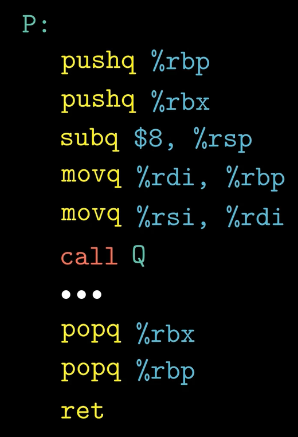 P:
pushq %rbp
pushq %rbx
subq $8, %rsp
movq %rdi, %rbp
movq %rsi, %rdi
call Q
•••
popq %rbx
popq %rbp
ret